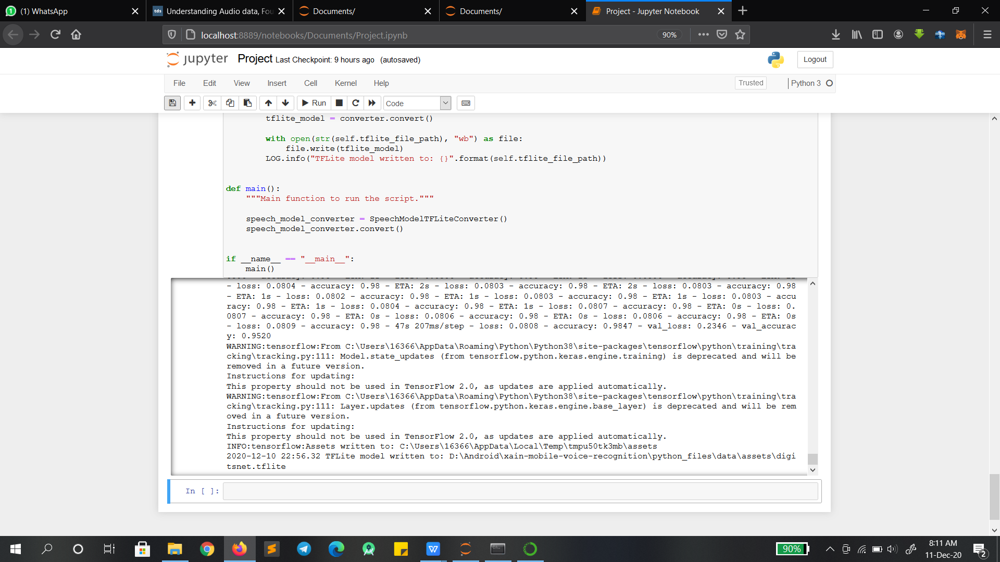 (1) WhatsApp
tds Understanding Audio data, Fou
Documents/
Documents/
Project - Jupyter Notebook
localhost:8889/notebooks/Documents/Project.ipynb
90%
jupyter Project Last Checkpoint: 9 hours ago (autosaved)
Logout
File Edit View Insert Cell Kernel Help
Trusted
Python 3
Run
Code
tflite_model = converter.convert()
with open(str(self.tflite_file_path), "wb") as file:
file.write(tflite_model)
LOG.info("TFLite model written to: {}".format(self.tflite_file_path))
def main():
"""Main function to run the script."""
speech_model_converter = SpeechModelTFLiteConverter()
speech_model_converter.convert()
if __name__ == "__main__":
main()
- loss: 0.0804 - accuracy: 0.98 - ETA: 2s - loss: 0.0803 - accuracy: 0.98 - ETA: 2s - loss: 0.0803 - accuracy: 0.98
- ETA: 1s - loss: 0.0802 - accuracy: 0.98 - ETA: 1s - loss: 0.0803 - accuracy: 0.98 - ETA: 1s - loss: 0.0803 - accu
racy: 0.98 - ETA: 1s - loss: 0.0804 - accuracy: 0.98 - ETA: 1s - loss: 0.0807 - accuracy: 0.98 - ETA: 0s - loss: 0.
0807 - accuracy: 0.98 - ETA: 0s - loss: 0.0806 - accuracy: 0.98 - ETA: 0s - loss: 0.0806 - accuracy: 0.98 - ETA: 0s
- loss: 0.0809 - accuracy: 0.98 - 47s 207ms/step - loss: 0.0808 - accuracy: 0.9847 - val_loss: 0.2346 - val_accurac
y: 0.9520
WARNING:tensorflow:From C:\Users\16366\AppData\Roaming\Python\Python38\site-packages\tensorflow\python\training\tra
cking\tracking.py:111: Model.state_updates (from tensorflow.python.keras.engine.training) is deprecated and will be
removed in a future version.
Instructions for updating:
This property should not be used in TensorFlow 2.0, as updates are applied automatically.
WARNING:tensorflow:From C:\Users\16366\AppData\Roaming\Python\Python38\site-packages\tensorflow\python\training\tra
cking\tracking.py:111: Layer.updates (from tensorflow.python.keras.engine.base_layer) is deprecated and will be rem
oved in a future version.
Instructions for updating:
This property should not be used in TensorFlow 2.0, as updates are applied automatically.
INFO:tensorflow:Assets written to: C:\Users\16366\AppData\Local\Temp\tmpu50tk3mb\assets
2020-12-10 22:56.32 TFLite model written to: D:\Android\xain-mobile-voice-recognition\python_files\data\assets\digi
tsnet.tflite
In [ ]:
90%
8:11 AM
11-Dec-20
2